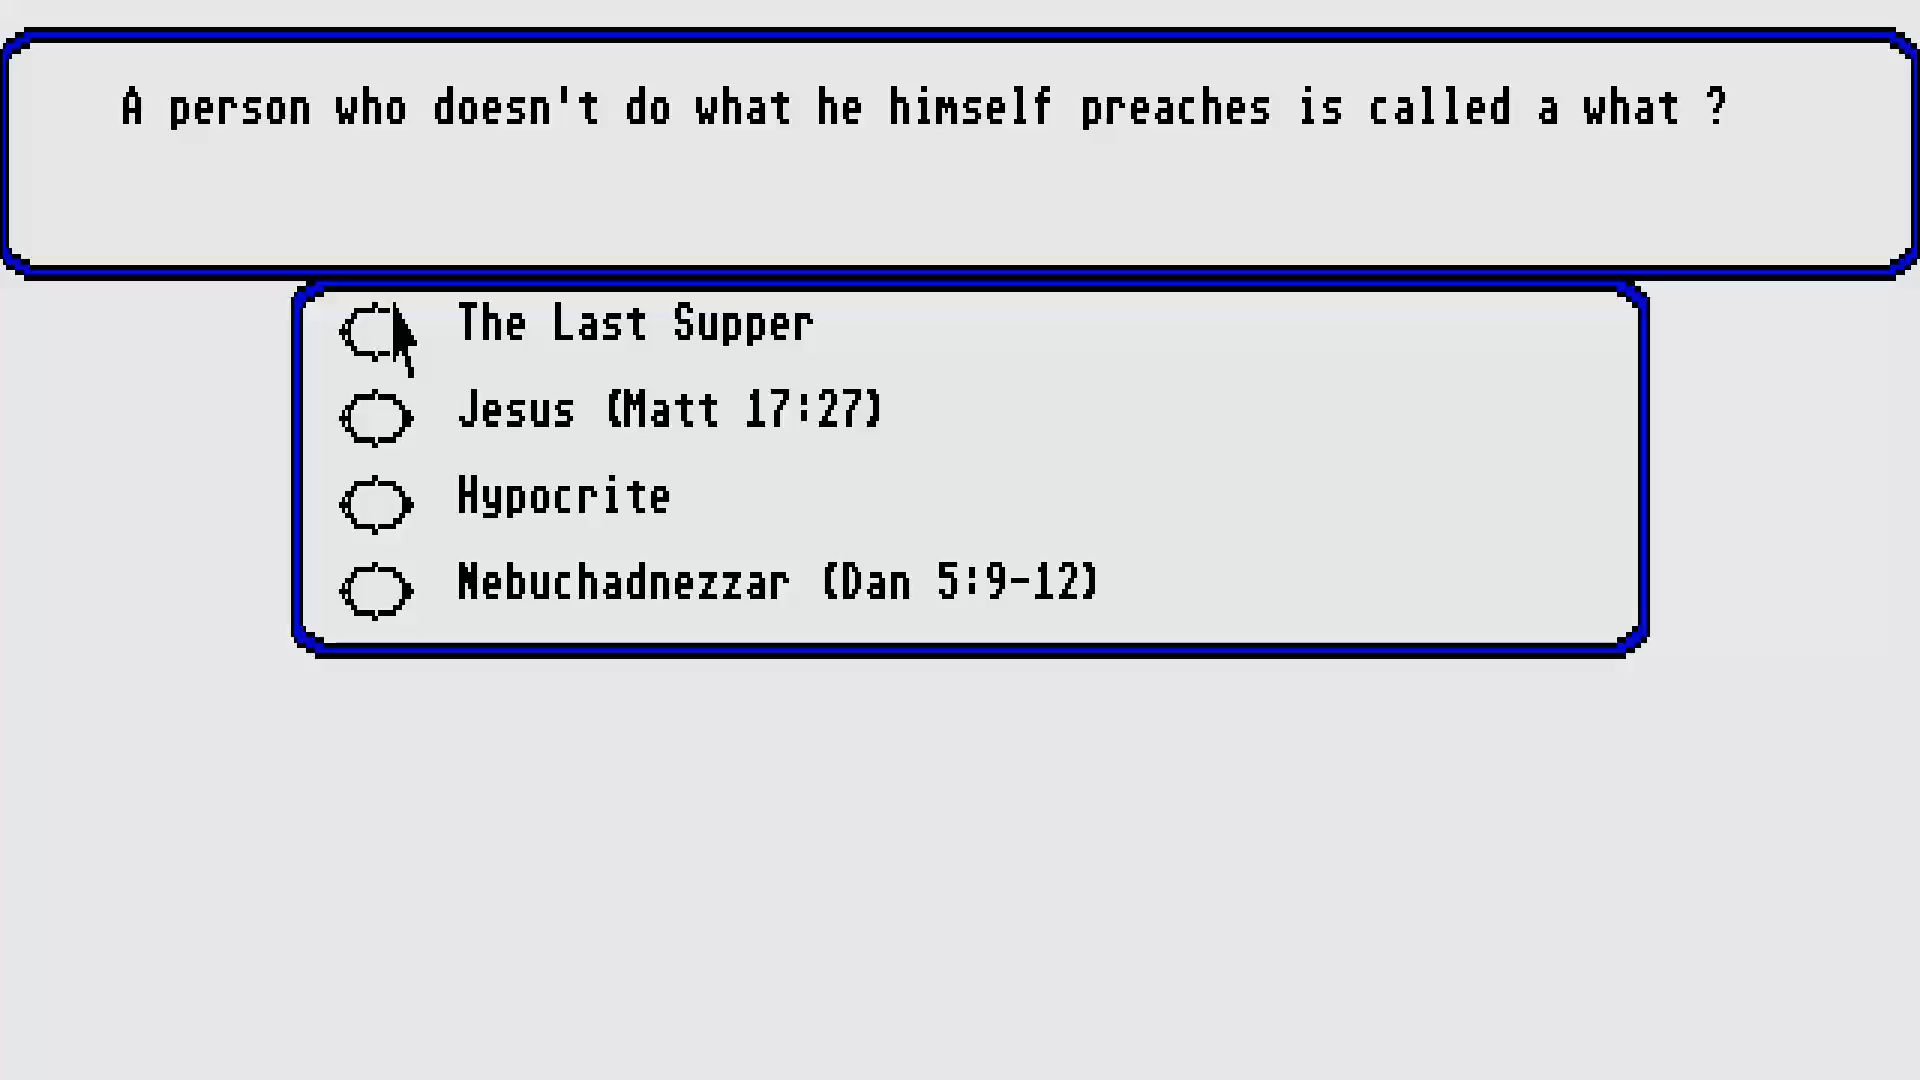 A person who doesn't do what he himself preaches is called a what ?
The Last Supper
Jesus (Matt 17:27)
Hypocrite
Nebuchadnezzar (Dan 5:9-12)